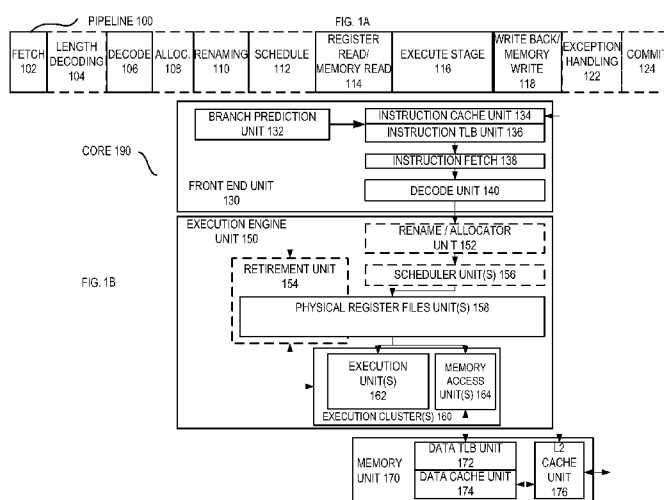 PIPELINE 100
FIG. 1A
FETCH
102
LENGTH
DECODING
104
DECODE
106
ALLOC.
108
RENAMING
110
SCHEDULE
112
REGISTER
READ/
MEMORY READ
114
EXECUTE STAGE
116
WRITE BACK/
MEMORY
WRITE
118
EXCEPTION
HANDLING
122
COMMIT
124
BRANCH PREDICTION
UNIT 132
INSTRUCTION CACHE UNIT 134
INSTRUCTION TLB UNIT 136
CORE 190
INSTRUCTION FETCH 138
FRONT END UNIT
130
DECODE UNIT 140
EXECUTION ENGINE
UNIT 150
RENAME / ALLOCATOR
UNIT 152
RETIREMENT UNIT
154
SCHEDULER UNIT(S) 156
FIG. 1B
PHYSICAL REGISTER FILES UNIT(S) 158
EXECUTION
UNIT(S)
162
MEMORY
ACCESS
UNIT(S) 164
EXECUTION CLUSTER(S) 160
MEMORY
UNIT 170
DATA TLB UNIT
172
DATA CACHE UNIT
174
L2
CACHE
UNIT
176